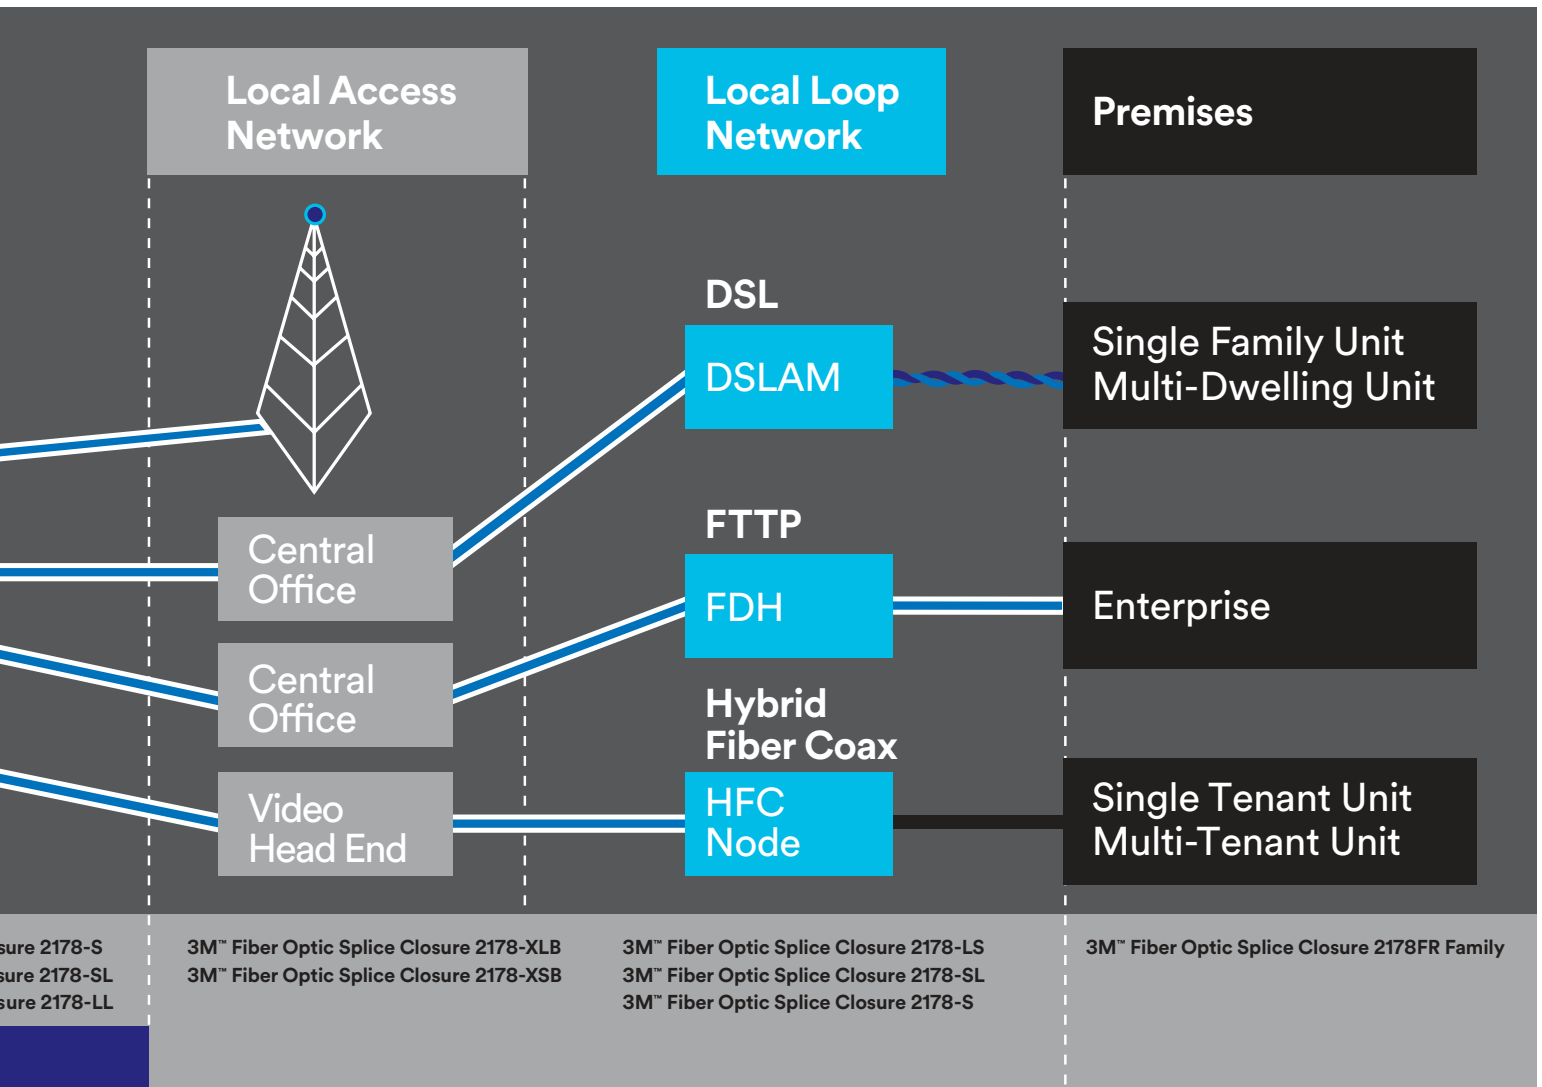 Local Access
Network
Local Loop
Network
Premises
DSL
DSLAM
Single Family Unit
Multi-Dwelling Unit
Central
Office
FTTP
FDH
Enterprise
Central
Office
Hybrid
Fiber Coax
Video
Head End
HFC
Node
Single Tenant Unit
Multi-Tenant Unit
sure 2178-S
sure 2178-SL
sure 2178-LL
3M™ Fiber Optic Splice Closure 2178-XLB
3M™ Fiber Optic Splice Closure 2178-XSB
3M™ Fiber Optic Splice Closure 2178-LS
3M™ Fiber Optic Splice Closure 2178-SL
3M™ Fiber Optic Splice Closure 2178-S
3M™ Fiber Optic Splice Closure 2178FR Family